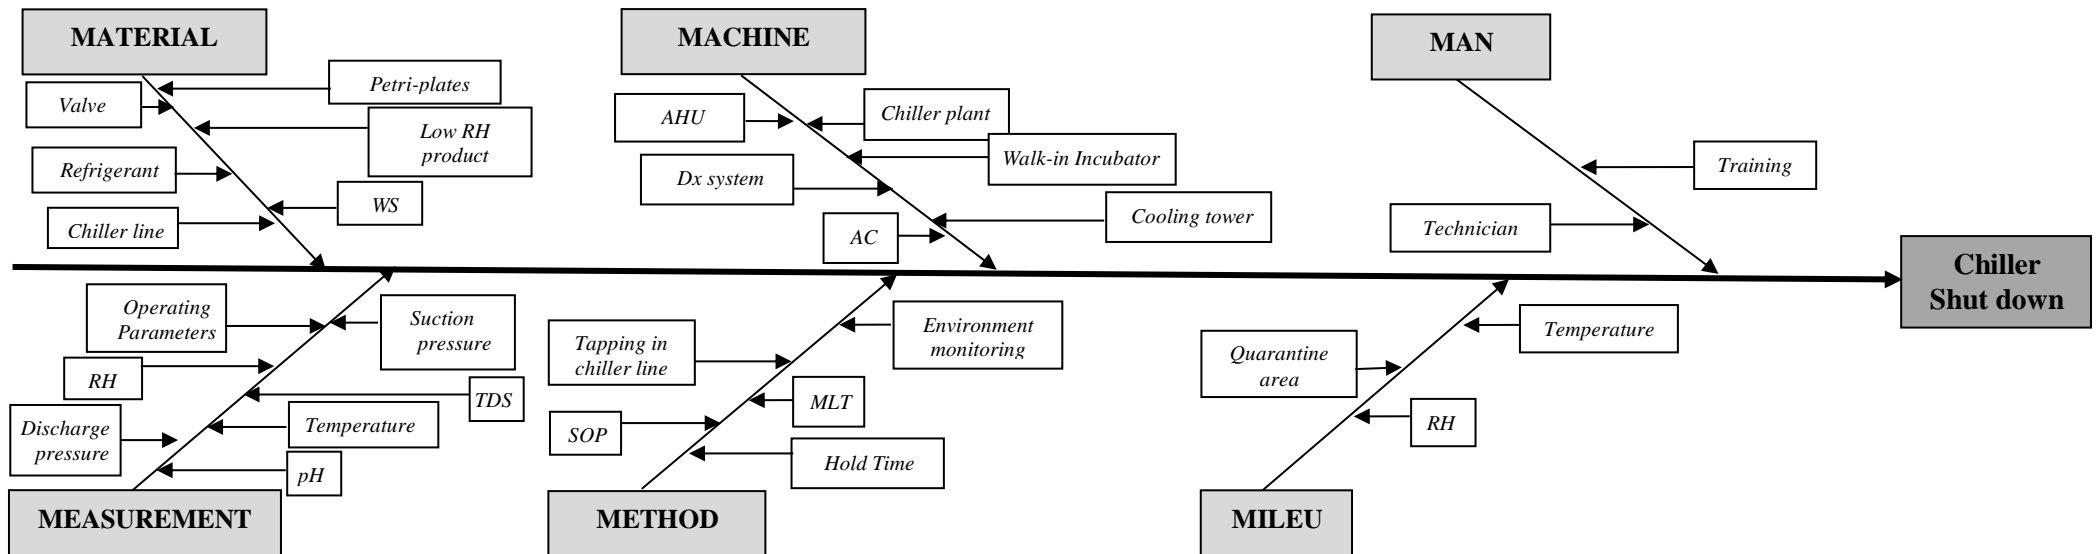 MATERIAL
Petri-plates
Valve
Low RH
product
Refrigerant
WS
Chiller line
MACHINE
AHU
Chiller plant
Walk-in Incubator
Dx system
Cooling tower
AC
MAN
Training
Technician
Chiller
Shut down
Operating
Parameters
Suction
pressure
RH
TDS
Discharge
pressure
Temperature
pH
MEASUREMENT
Environment
monitoring
Tapping in
chiller line
MLT
SOP
Hold Time
METHOD
Temperature
Quarantine
area
RH
MILEU